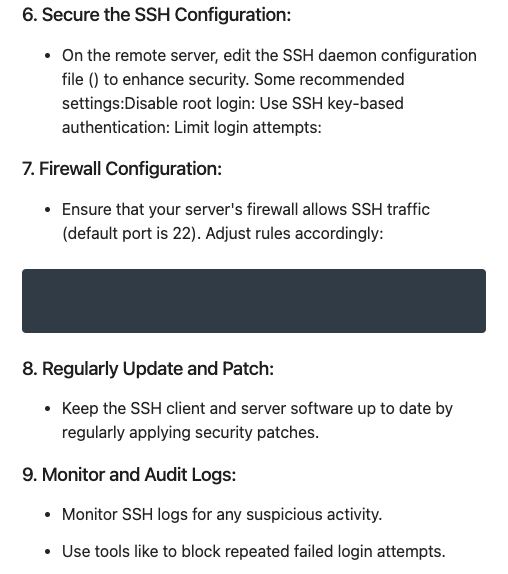 6. Secure the SSH Configuration:
• On the remote server, edit the SSH daemon configuration
file () to enhance security. Some recommended
settings:Disable root login: Use SSH key-based
authentication: Limit login attempts:
7. Firewall Configuration:
• Ensure that your server's firewall allows SSH traffic
(default port is 22). Adjust rules accordingly:
8. Regularly Update and Patch:
• Keep the SSH client and server software up to date by
regularly applying security patches.
9. Monitor and Audit Logs:
• Monitor SSH logs for any suspicious activity.
• Use tools like to block repeated failed login attempts.